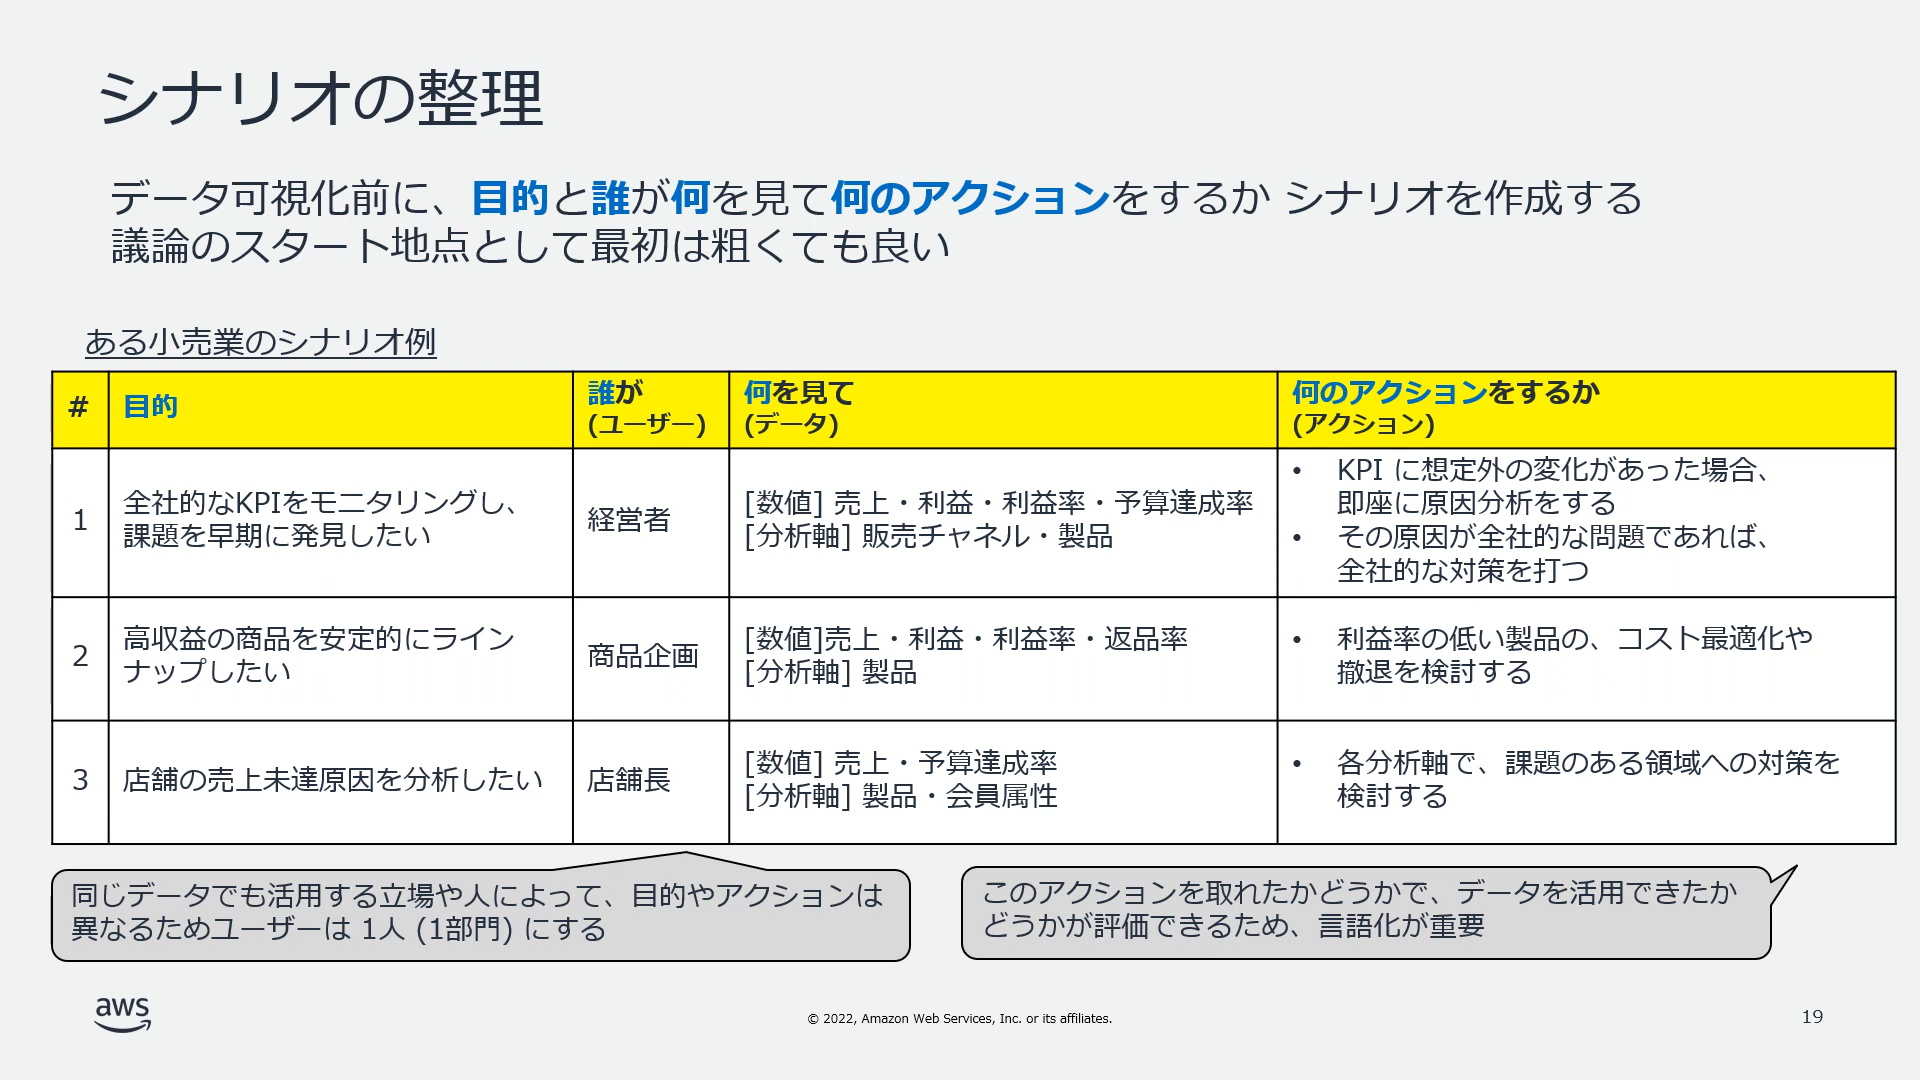 シナリオの整理
データ可視化前に、目的と誰が何を見て何のアクションをするか シナリオを作成する
議論のスタート地点として最初は粗くても良い
ある小売業のシナリオ例
#
目的
誰が
(ユーザー)
何を見て
(データ)
何のアクションをするか
(アクション)
1
全社的なKPIをモニタリングし、
課題を早期に発見したい
経営者
[数値] 売上・利益・利益率・予算達成率
[分析軸] 販売チャネル・製品
• KPI に想定外の変化があった場合、
即座に原因分析をする
• その原因が全社的な問題であれば、
全社的な対策を打つ
2
高収益の商品を安定的にライン
ナップしたい
商品企画
[数値]売上・利益・利益率・返品率
[分析軸] 製品
• 利益率の低い製品の、コスト最適化や
撤退を検討する
3
店舗の売上未達原因を分析したい
店舗長
[数値] 売上・予算達成率
[分析軸] 製品・会員属性
• 各分析軸で、課題のある領域への対策を
検討する
同じデータでも活用する立場や人によって、目的やアクションは
異なるためユーザーは 1人 (1部門) にする
このアクションを取れたかどうかで、データを活用できたか
どうかが評価できるため、言語化が重要
aws
© 2022, Amazon Web Services, Inc. or its affiliates.
19